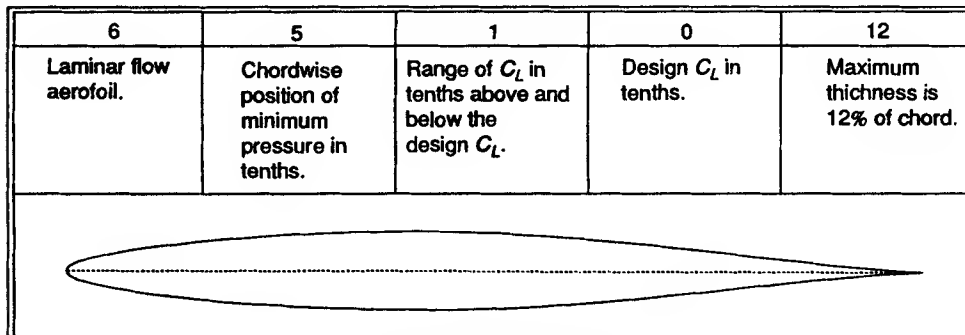 6
5
1
0
12
Laminar flow
aerofoil.
Chordwise
position of
minimum
pressure in
tenths.
Range of C_L in
tenths above and
below the
design C_L.
Design C_L in
tenths.
Maximum
thichness is
12% of chord.